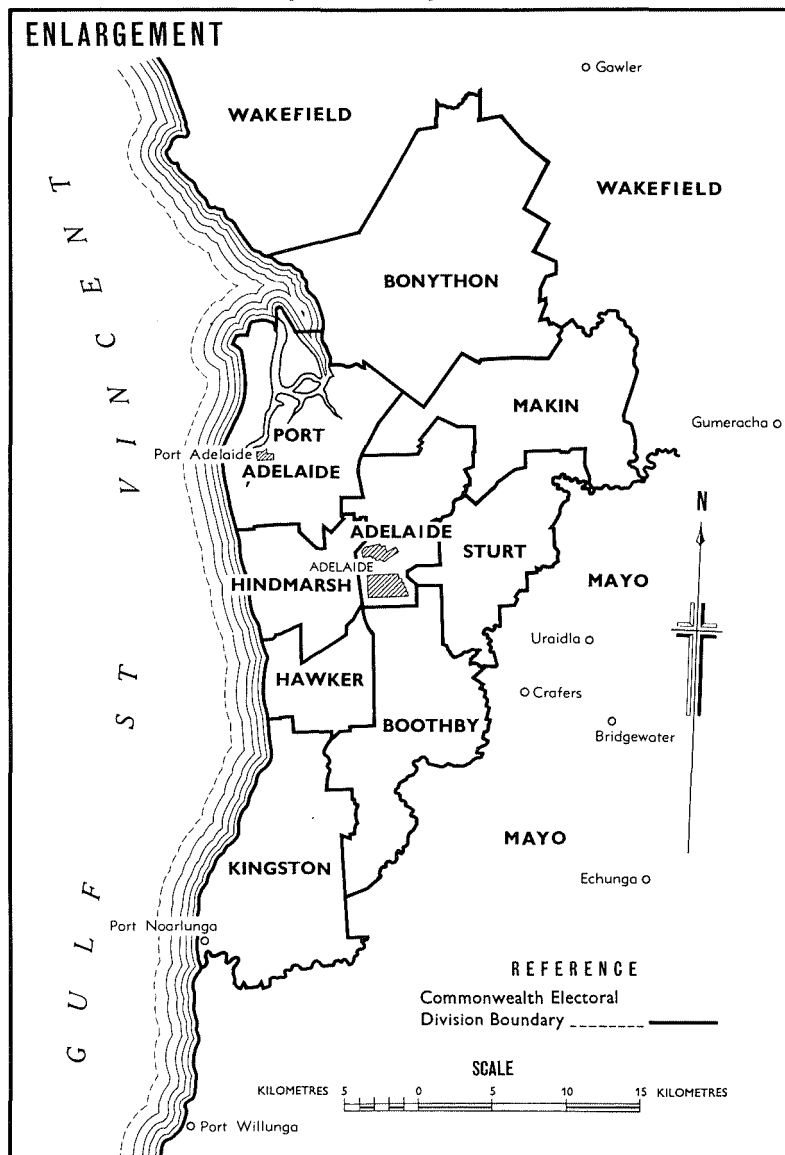 ENLARGEMENT
Gawler
WAKEFIELD
WAKEFIELD
BONYTHON
MAKIN
Gumeracha
PORT
Port Adelaide
ADELAIDE
N
ADELAIDE
ADELAIDE
STURT
HINDMARSH
MAYO
Uraidla
HAWKER
Crafers
BOOTHBY
Bridgewater
MAYO
KINGSTON
Echunga
Port Noarlunga
GULF ST VINCENT
REFERENCE
Commonwealth Electoral
Division Boundary
SCALE
KILOMETRES 5 0 5 10 15 KILOMETRES
Port Willunga